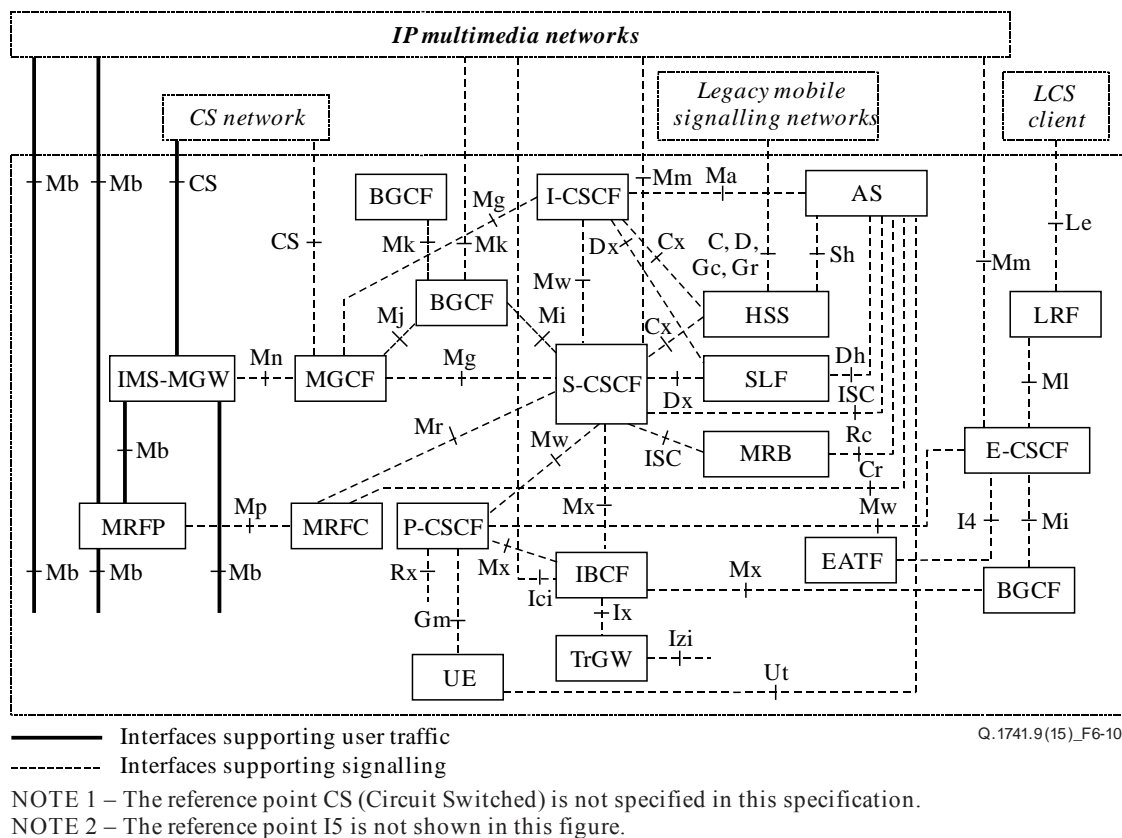 IP multimedia networks
CS network
Legacy mobile
signalling networks
LCS
client
Mb
Mb
CS
CS
BGCF
Mk
Mk
Mg
I-CSCF
Mm
Ma
AS
Dx
Cx
C, D,
Gc, Gr
Sh
Le
Mm
Mw
BGCF
Mj
Mi
Cx
HSS
LRF
IMS-MGW
Mn
MGCF
Mg
S-CSCF
Dx
SLF
Dh
ISC
Ml
Mb
Mr
Mw
ISC
MRB
Rc
Cr
E-CSCF
MRFP
Mp
MRFC
P-CSCF
Mx
Mw
I4
Mi
Mb
Mb
Mb
Rx
Mx
Ici
IBCF
Mx
EATF
BGCF
Gm
Ix
UE
TrGW
Izi
Ut
Interfaces supporting user traffic
Q.1741.9(15)_F6-10
Interfaces supporting signalling
NOTE 1 – The reference point CS (Circuit Switched) is not specified in this specification.
NOTE 2 – The reference point I5 is not shown in this figure.